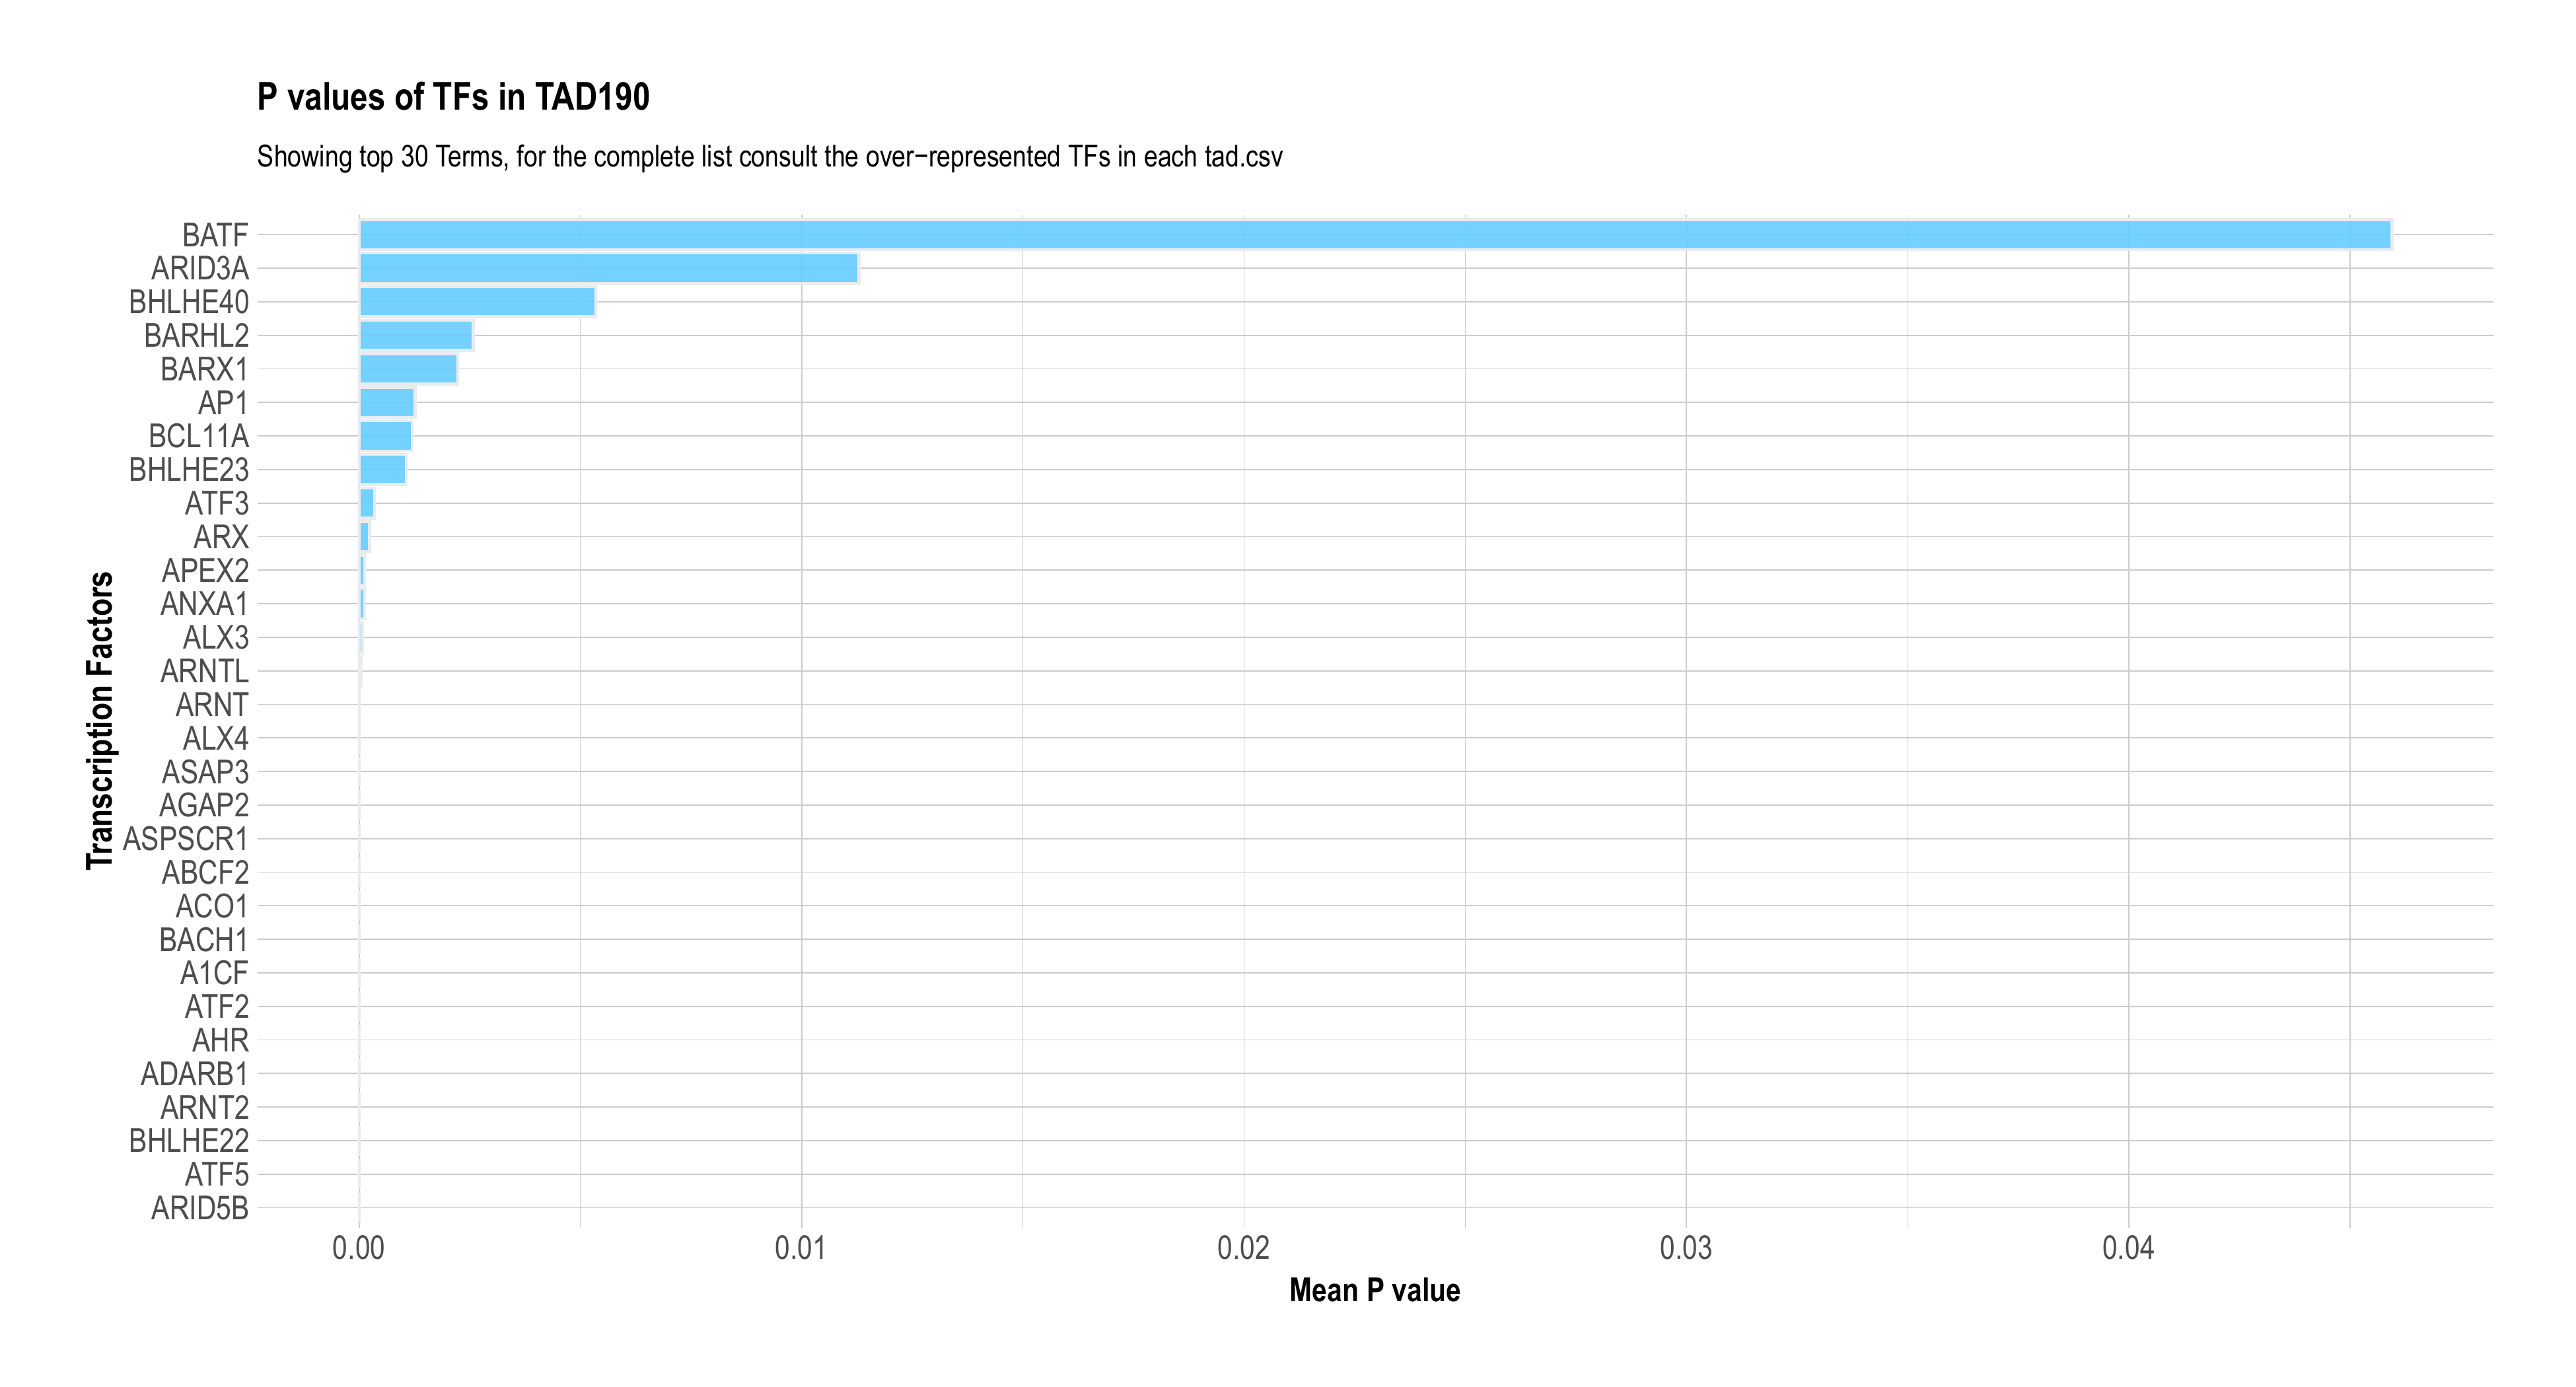 P values of TFs in TAD190
Showing top 30 Terms, for the complete list consult the over−represented TFs in each tad.csv
Transcription Factors
BATF
ARID3A
BHLHE40
BARHL2
BARX1
AP1
BCL11A
BHLHE23
ATF3
ARX
APEX2
ANXA1
ALX3
ARNTL
ARNT
ALX4
ASAP3
AGAP2
ASPSCR1
ABCF2
ACO1
BACH1
A1CF
ATF2
AHR
ADARB1
ARNT2
BHLHE22
ATF5
ARID5B
0.00 0.01 0.02 0.03 0.04
Mean P value